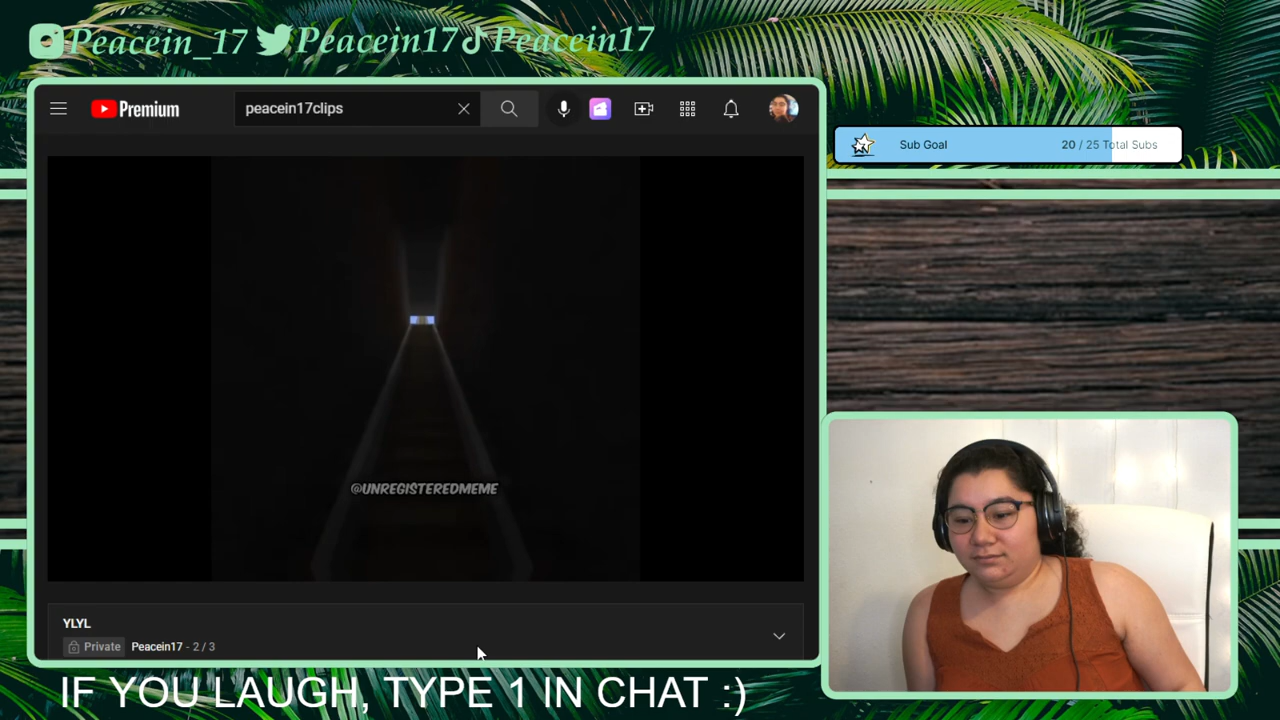 Peacein_17 Peacein17 Peacein17
Premium
peacein17clips
Sub Goal 20 / 25 Total Subs
@UNREGISTEREDMEME
YLYL
Private Peacein17 - 2 / 3
IF YOU LAUGH, TYPE 1 IN CHAT :)